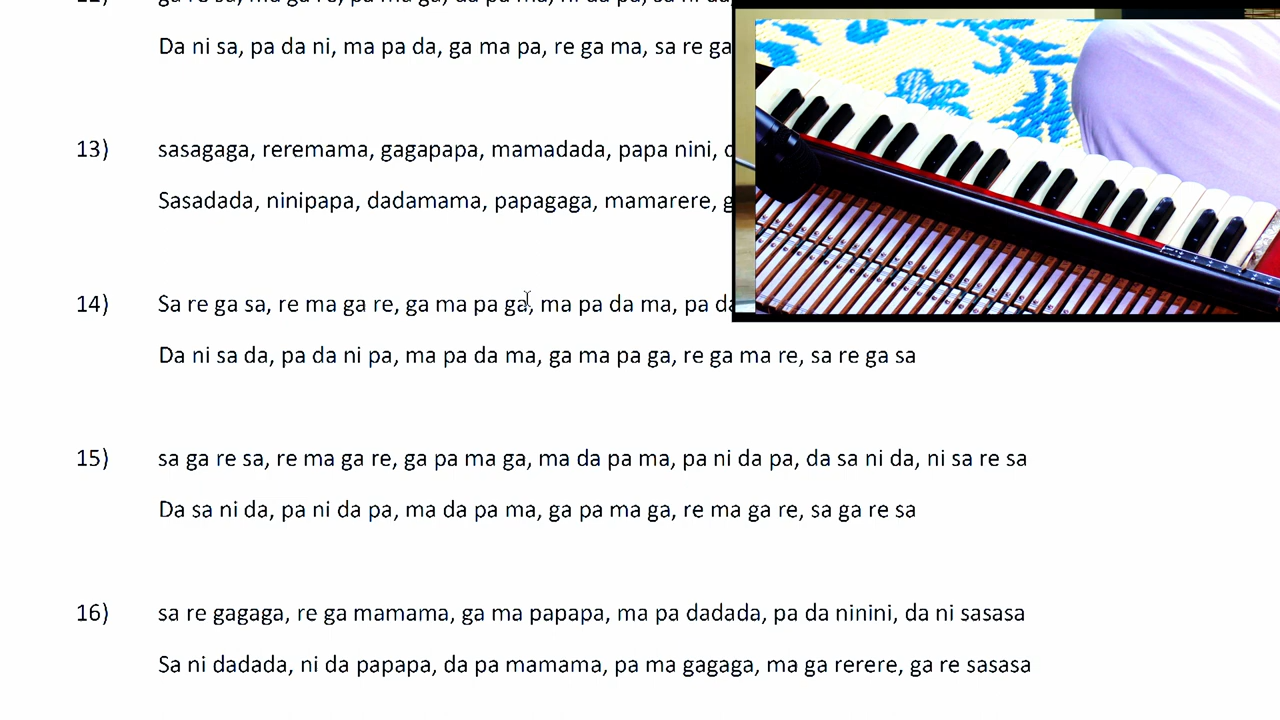 Da ni sa, pa da ni, ma pa da, ga ma pa, re ga ma, sa re ga
13) sasagaga, reremama, gagapapa, mamadada, papa nini,
Sasadada, ninipapa, dadamama, papagaga, mamarere,
14) Sa re ga sa, re ma ga re, ga ma pa ga, ma pa da ma, pa
Da ni sa da, pa da ni pa, ma pa da ma, ga ma pa ga, re ga ma re, sa re ga sa
15) sa ga re sa, re ma ga re, ga pa ma ga, ma da pa ma, pa ni da pa, da sa ni da, ni sa re sa
Da sa ni da, pa ni da pa, ma da pa ma, ga pa ma ga, re ma ga re, sa ga re sa
16) sa re gagaga, re ga mamama, ga ma papapa, ma pa dadada, pa da ninini, da ni sasasa
Sa ni dadada, ni da papapa, da pa mamama, pa ma gagaga, ma ga rerere, ga re sasasa